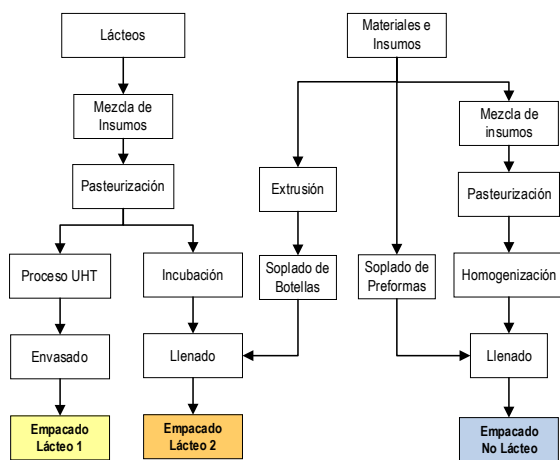 Lácteos
Materiales e
Insumos
Mezcla de
Insumos
Mezcla de
insumos
Pasteurización
Extrusión
Pasteurización
Proceso UHT
Incubación
Soplado de
Botellas
Soplado de
Preformas
Homogenización
Envasado
Llenado
Llenado
Empacado
Lácteo 1
Empacado
Lácteo 2
Empacado
No Lácteo